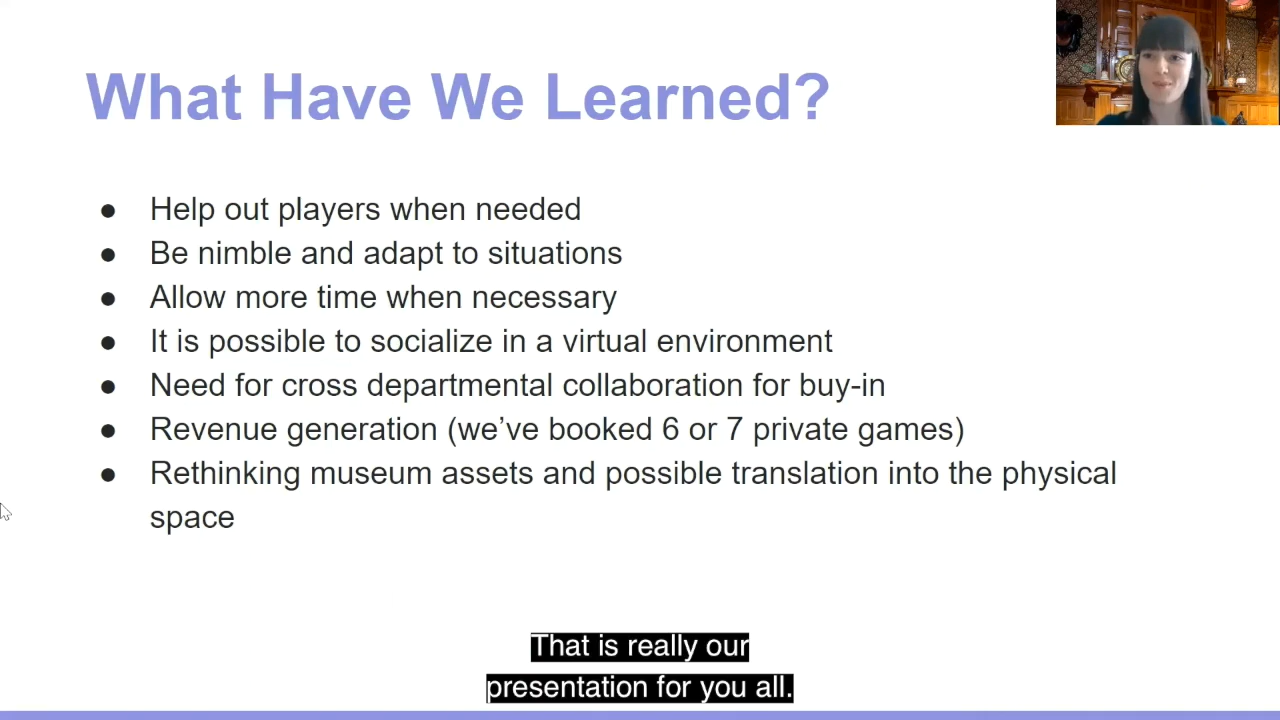 What Have We Learned?
● Help out players when needed
● Be nimble and adapt to situations
● Allow more time when necessary
● It is possible to socialize in a virtual environment
● Need for cross departmental collaboration for buy-in
● Revenue generation (we’ve booked 6 or 7 private games)
● Rethinking museum assets and possible translation into the physical
space
That is really our
presentation for you all.